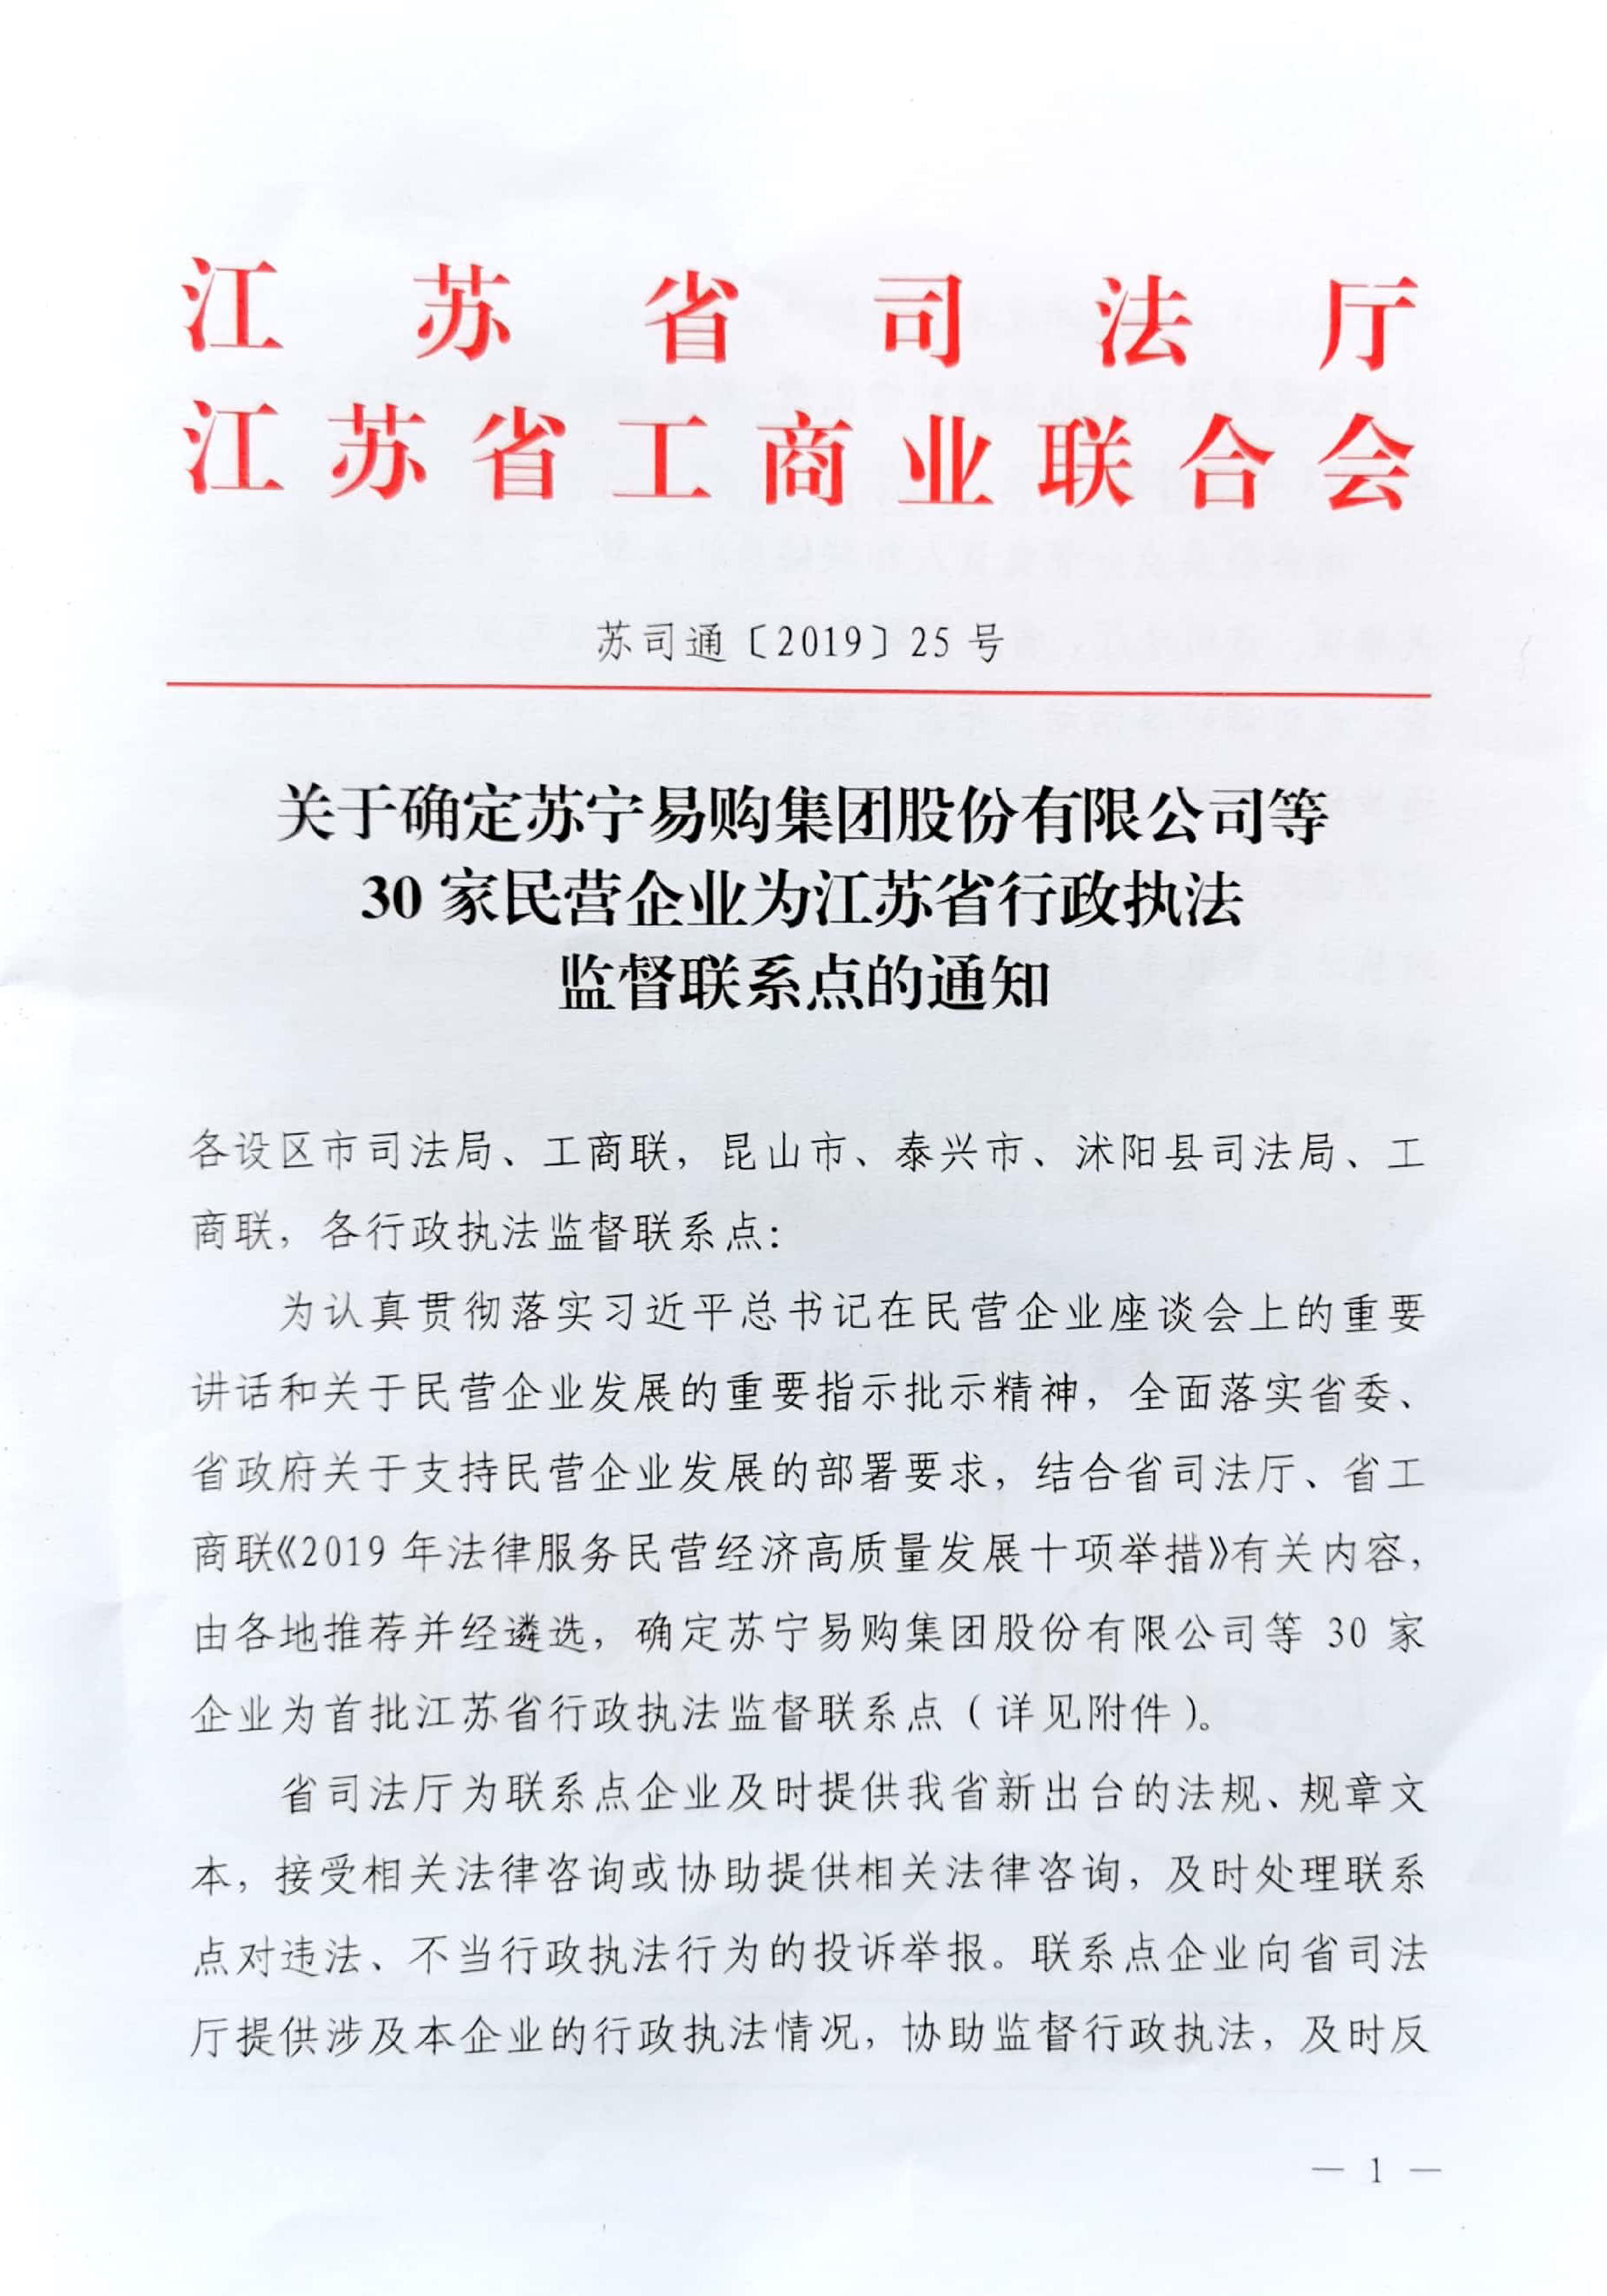 江苏省司法厅
江苏省工商业联合会
苏司通〔2019〕25号
关于确定苏宁易购集团股份有限公司等
30家民营企业为江苏省行政执法
监督联系点的通知
各设区市司法局、工商联，昆山市、泰兴市、沭阳县司法局、工
商联，各行政执法监督联系点：
为认真贯彻落实习近平总书记在民营企业座谈会上的重要
讲话和关于民营企业发展的重要指示批示精神，全面落实省委、
省政府关于支持民营企业发展的部署要求，结合省司法厅、省工
商联《2019年法律服务民营经济高质量发展十项举措》有关内容，
由各地推荐并经遴选，确定苏宁易购集团股份有限公司等 30 家
企业为首批江苏省行政执法监督联系点（详见附件）。
省司法厅为联系点企业及时提供我省新出台的法规、规章文
本，接受相关法律咨询或协助提供相关法律咨询，及时处理联系
点对违法、不当行政执法行为的投诉举报。联系点企业向省司法
厅提供涉及本企业的行政执法情况，协助监督行政执法，及时反
— 1 —